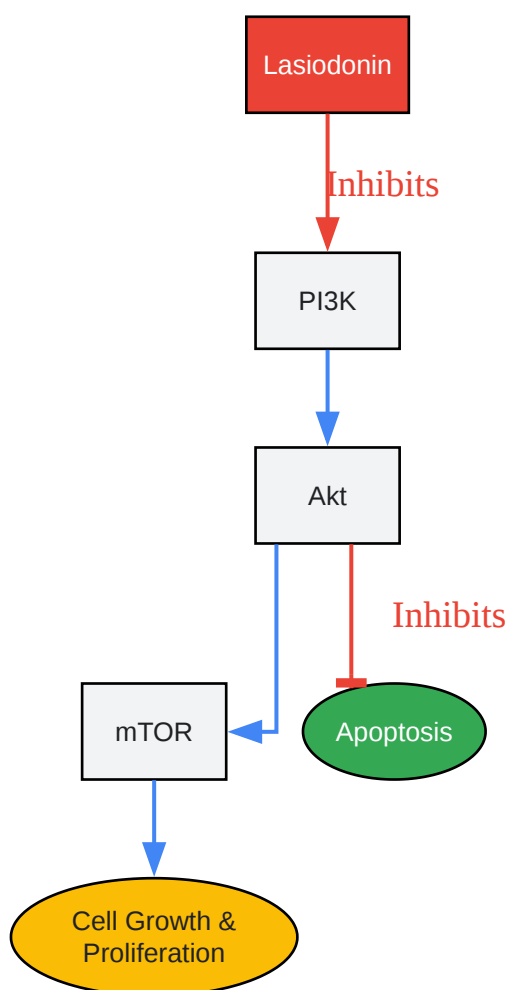 Lasiodonin
Inhibits
PI3K
Akt
Inhibits
mTOR
Apoptosis
Cell Growth &
Proliferation